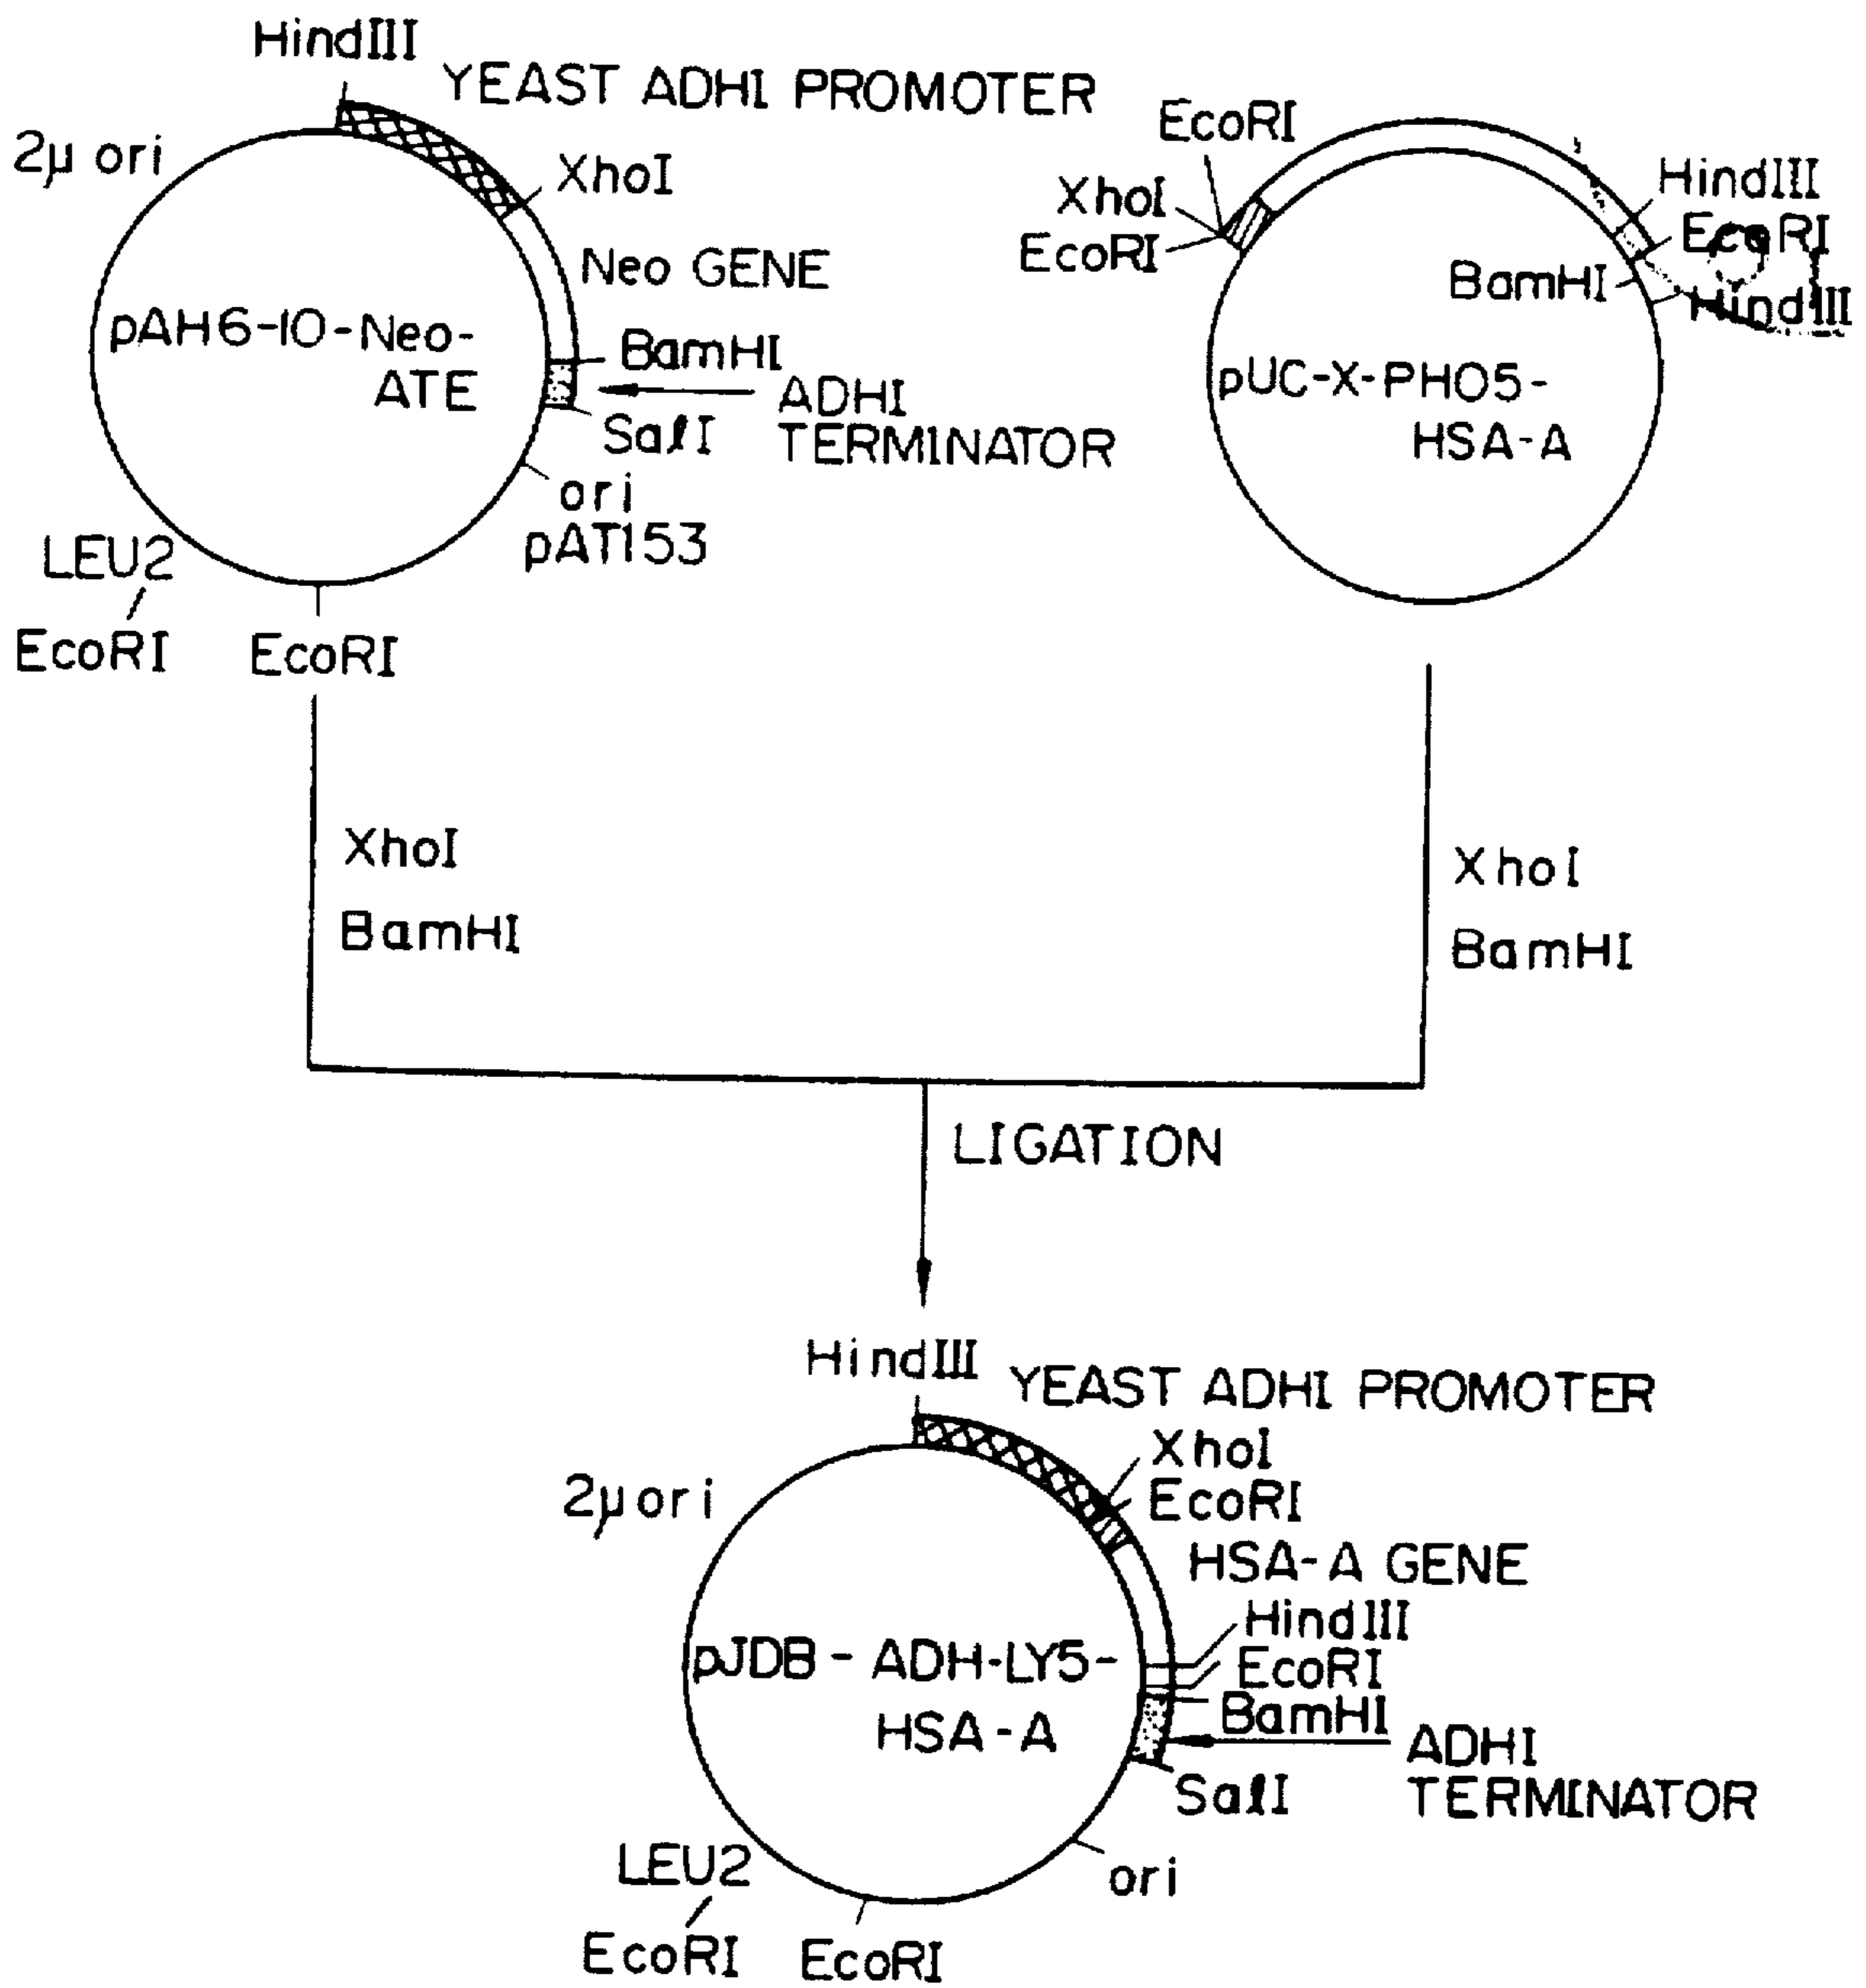 HindIII
YEAST ADHI PROMOTER
2μ ori
XhoI
Neo GENE
pAH6-10-Neo-
ATE
BamHI
ADHI
TERMINATOR
SalI
ori
pAT153
LEU2
EcoRI
EcoRI
EcoRI
XhoI
EcoRI
HindIII
EcoRI
BamHI
HindIII
pUC-X-PHO5-
HSA-A
XhoI
BamHI
XhoI
BamHI
LIGATION
HindIII
YEAST ADHI PROMOTER
XhoI
EcoRI
2μ ori
HSA-A GENE
HindIII
EcoRI
BamHI
pJDB-ADH-LY5-
HSA-A
ADHI
TERMINATOR
SalI
ori
LEU2
EcoRI
EcoRI